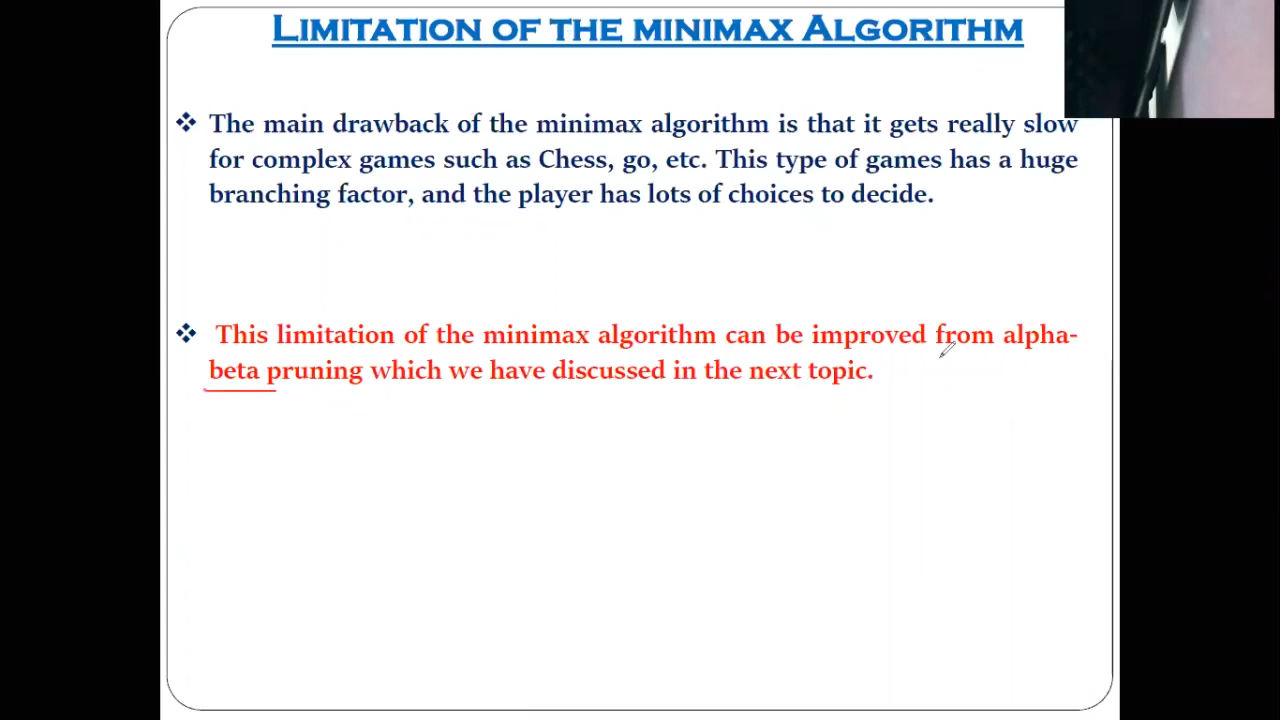 LIMITATION OF THE MINIMAX ALGORITHM
❖ The main drawback of the minimax algorithm is that it gets really slow
for complex games such as Chess, go, etc. This type of games has a huge
branching factor, and the player has lots of choices to decide.
❖ This limitation of the minimax algorithm can be improved from alpha-
beta pruning which we have discussed in the next topic.